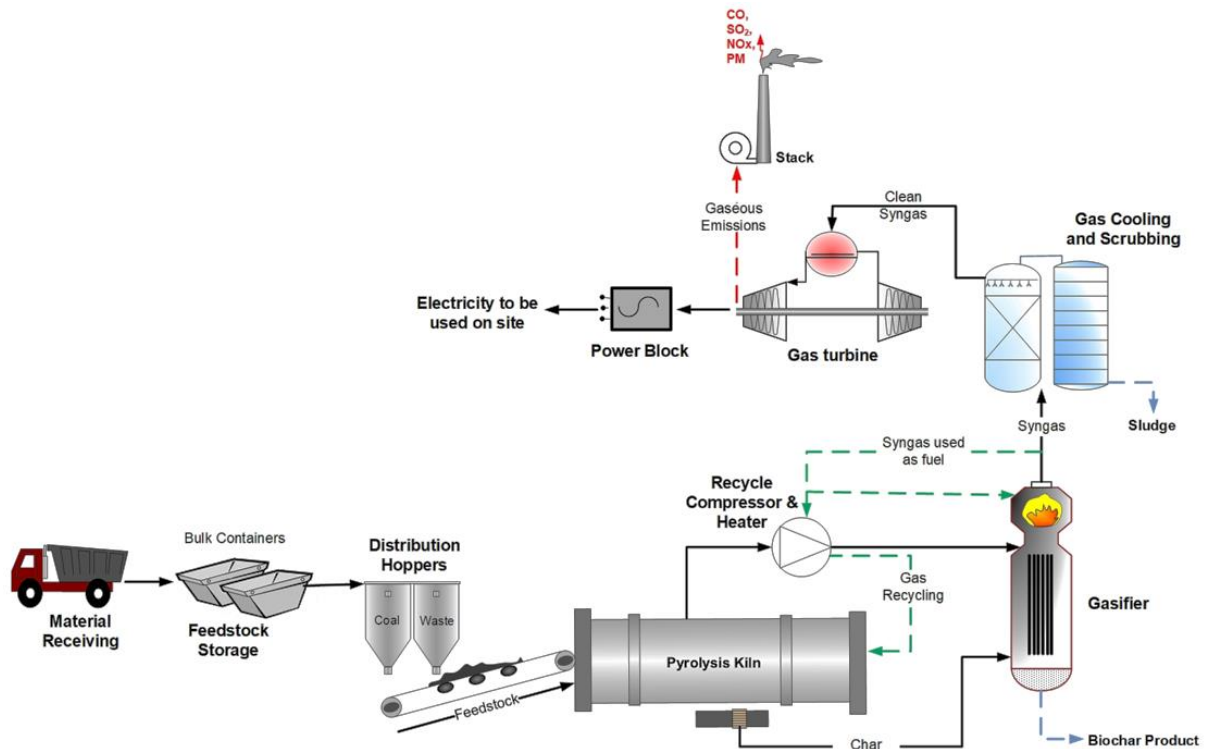 CO,
SO₂,
NOx,
PM
Stack
Gaseous
Emissions
Clean
Syngas
Gas Cooling
and Scrubbing
Electricity to be
used on site
Power Block
Gas turbine
Syngas
Sludge
Syngas used
as fuel
Recycle
Compressor &
Heater
Bulk Containers
Distribution
Hoppers
Gas
Recycling
Gasifier
Material
Receiving
Feedstock
Storage
Coal
Waste
Pyrolysis Kiln
Feedstock
Char
Biochar Product